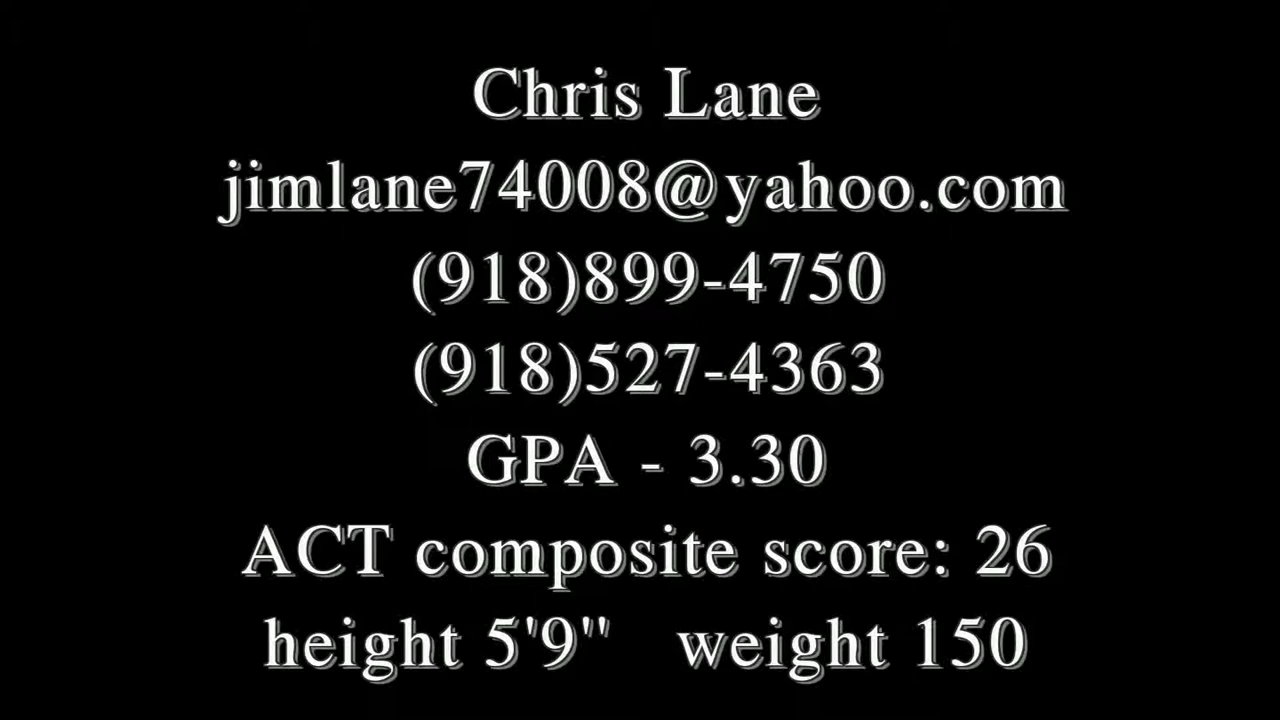 Chris Lane
jimlane74008@yahoo.com
(918)899-4750
(918)527-4363
GPA - 3.30
ACT composite score: 26
height 5'9" weight 150